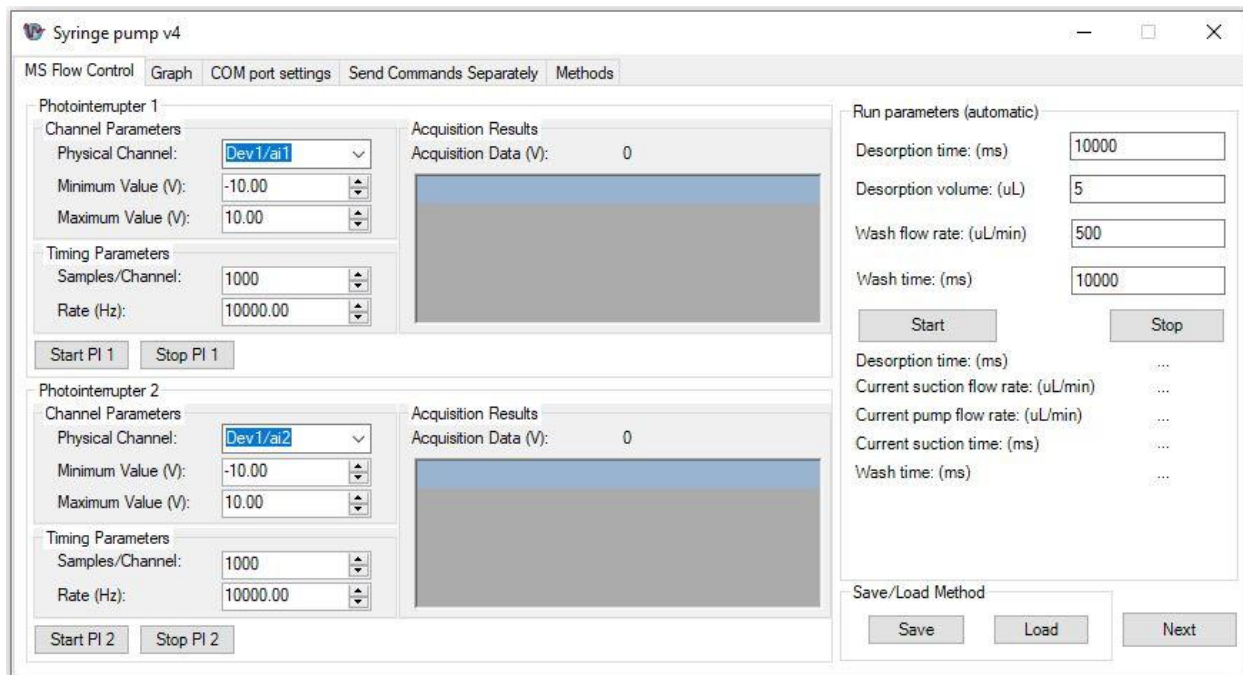 Syringe pump v4
MS Flow Control Graph COM port settings Send Commands Separately Methods
Photointerrupter 1
Channel Parameters
Physical Channel: Dev1/ai1
Minimum Value (V): -10.00
Maximum Value (V): 10.00
Timing Parameters
Samples/Channel: 1000
Rate (Hz): 10000.00
Acquisition Results
Acquisition Data (V): 0
Start PI 1 Stop PI 1
Photointerrupter 2
Channel Parameters
Physical Channel: Dev1/ai2
Minimum Value (V): -10.00
Maximum Value (V): 10.00
Timing Parameters
Samples/Channel: 1000
Rate (Hz): 10000.00
Acquisition Results
Acquisition Data (V): 0
Start PI 2 Stop PI 2
Run parameters (automatic)
Desorption time: (ms) 10000
Desorption volume: (uL) 5
Wash flow rate: (uL/min) 500
Wash time: (ms) 10000
Start Stop
Desorption time: (ms) ...
Current suction flow rate: (uL/min) ...
Current pump flow rate: (uL/min) ...
Current suction time: (ms) ...
Wash time: (ms) ...
Save/Load Method
Save Load Next